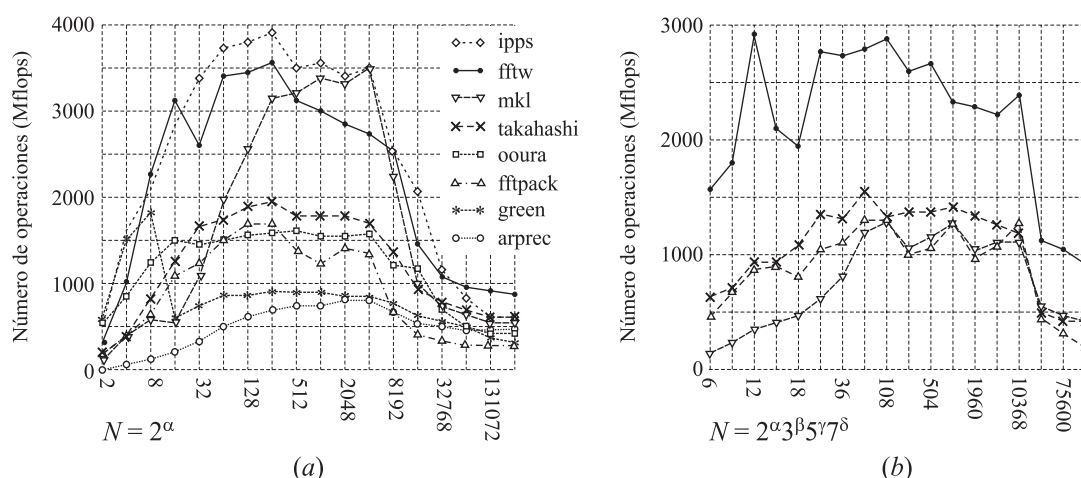 Número de operaciones (Mflops)
4000
3000
2000
1000
0
ipps
fftw
mkl
takahashi
ooura
fftpack
green
arprec
2
8
32
128
512
2048
8192
32768
131072
N = 2^α
(a)
Número de operaciones (Mflops)
3000
2000
1000
0
6
12
18
36
108
504
1960
10368
75600
N = 2^α3^β5^γ7^δ
(b)